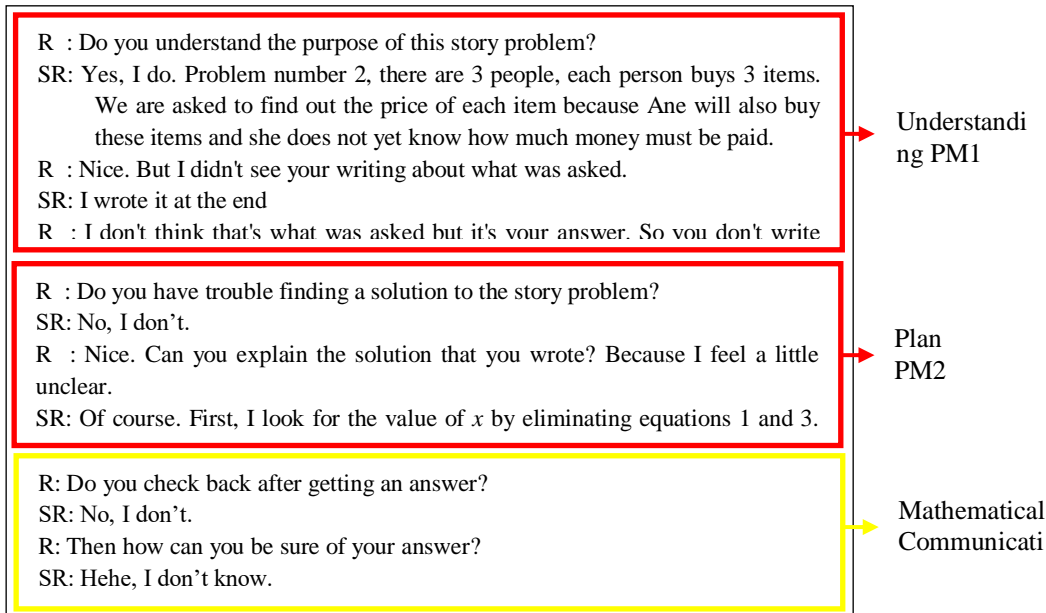 R : Do you understand the purpose of this story problem?
SR: Yes, I do. Problem number 2, there are 3 people, each person buys 3 items.
We are asked to find out the price of each item because Ane will also buy
these items and she does not yet know how much money must be paid.
R : Nice. But I didn't see your writing about what was asked.
SR: I wrote it at the end
R : I don't think that's what was asked but it's your answer. So you don't write
Understandi
ng PM1
R : Do you have trouble finding a solution to the story problem?
SR: No, I don't.
R : Nice. Can you explain the solution that you wrote? Because I feel a little
unclear.
SR: Of course. First, I look for the value of x by eliminating equations 1 and 3.
Plan
PM2
R: Do you check back after getting an answer?
SR: No, I don't.
R: Then how can you be sure of your answer?
SR: Hehe, I don't know.
Mathematical
Communicati